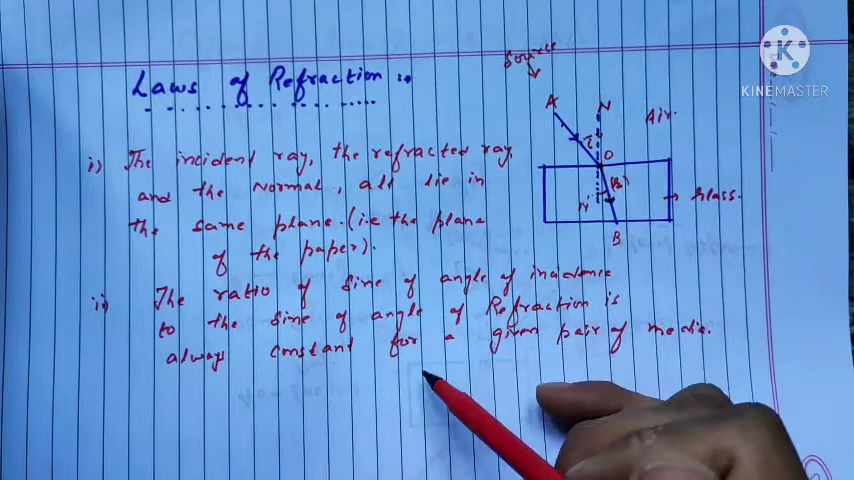 K
KINEMASTER
Source
Laws of Refraction :-
A
N
Air.
i
O
i) The incident ray, the refracted ray,
and the Normal, all lie in
N'
Glass.
the same plane. (i.e the plane
B
of the paper).
ii) The ratio of sine of angle of incidence
to the sine of angle of Refraction is
always constant for a given pair of media.